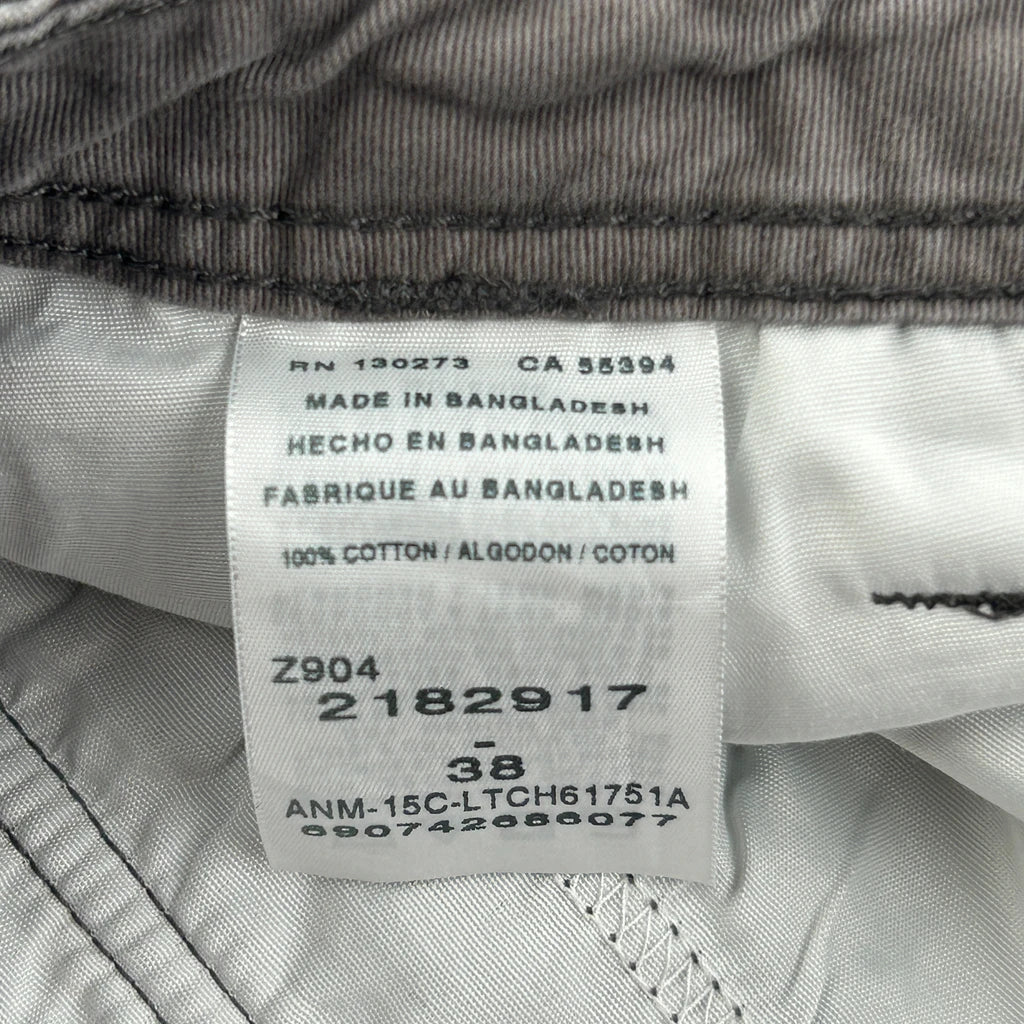 RN 130273 CA 55394
MADE IN BANGLADESH
HECHO EN BANGLADESH
FABRIQUE AU BANGLADESH
100% COTTON / ALGODON / COTON
Z904
2182917
-
38
ANM-15C-LTCH61751A